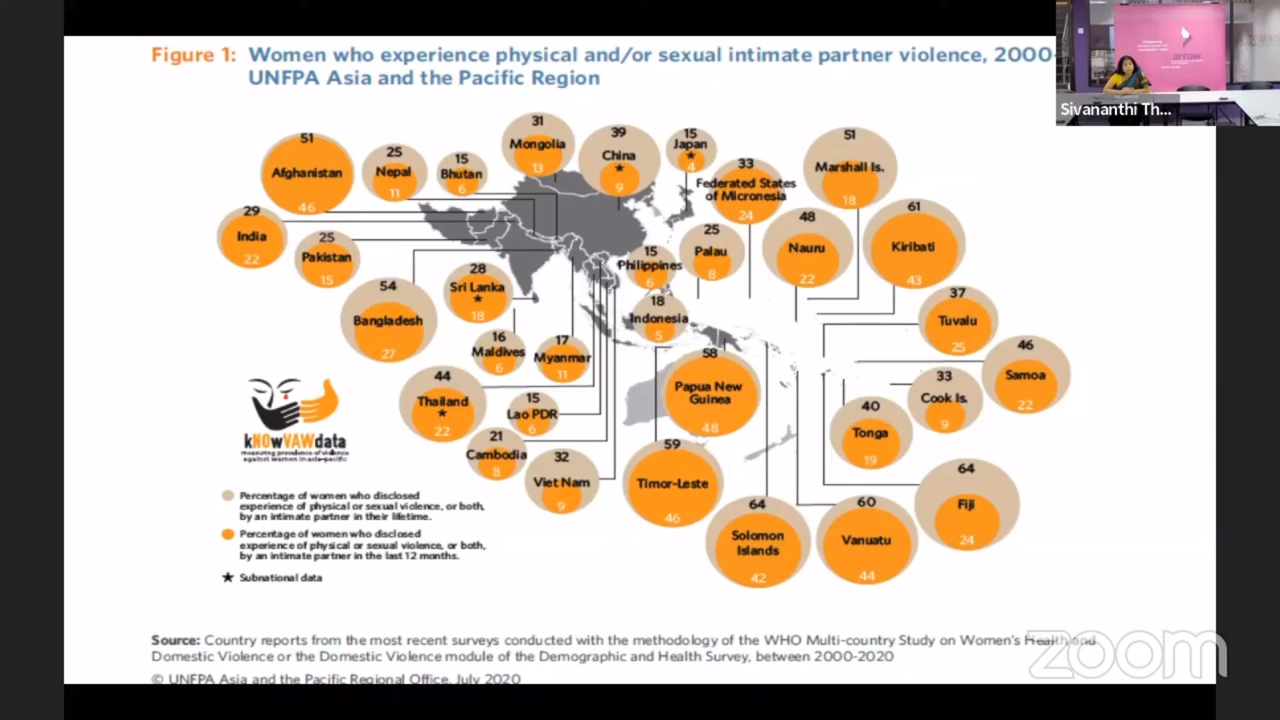 Figure 1: Women who experience physical and/or sexual intimate partner violence, 2000-
UNFPA Asia and the Pacific Region
arrow
Sivananthi Th...
51
Afghanistan
46
25
Nepal
11
15
Bhutan
6
31
Mongolia
13
39
China
★
9
15
Japan
★
4
33
Federated States
of Micronesia
24
51
Marshall Is.
18
29
India
22
25
Pakistan
15
54
Bangladesh
27
28
Sri Lanka
★
18
15
Philippines
6
25
Palau
8
48
Nauru
22
61
Kiribati
43
16
Maldives
6
17
Myanmar
11
18
Indonesia
5
37
Tuvalu
25
44
Thailand
★
22
15
Lao PDR
6
58
Papua New
Guinea
48
40
Tonga
19
33
Cook Is.
9
46
Samoa
22
21
Cambodia
8
32
Viet Nam
9
59
Timor-Leste
46
64
Solomon
Islands
42
60
Vanuatu
44
64
Fiji
24
kNOwVAWdata
measuring prevalence of violence
against women in asia-pacific
Percentage of women who disclosed
experience of physical or sexual violence, or both,
by an intimate partner in their lifetime.
Percentage of women who disclosed
experience of physical or sexual violence, or both,
by an intimate partner in the last 12 months.
★ Subnational data
Source: Country reports from the most recent surveys conducted with the methodology of the WHO Multi-country Study on Women's Health and
Domestic Violence or the Domestic Violence module of the Demographic and Health Survey, between 2000-2020
© UNFPA Asia and the Pacific Regional Office, July 2020
zoom